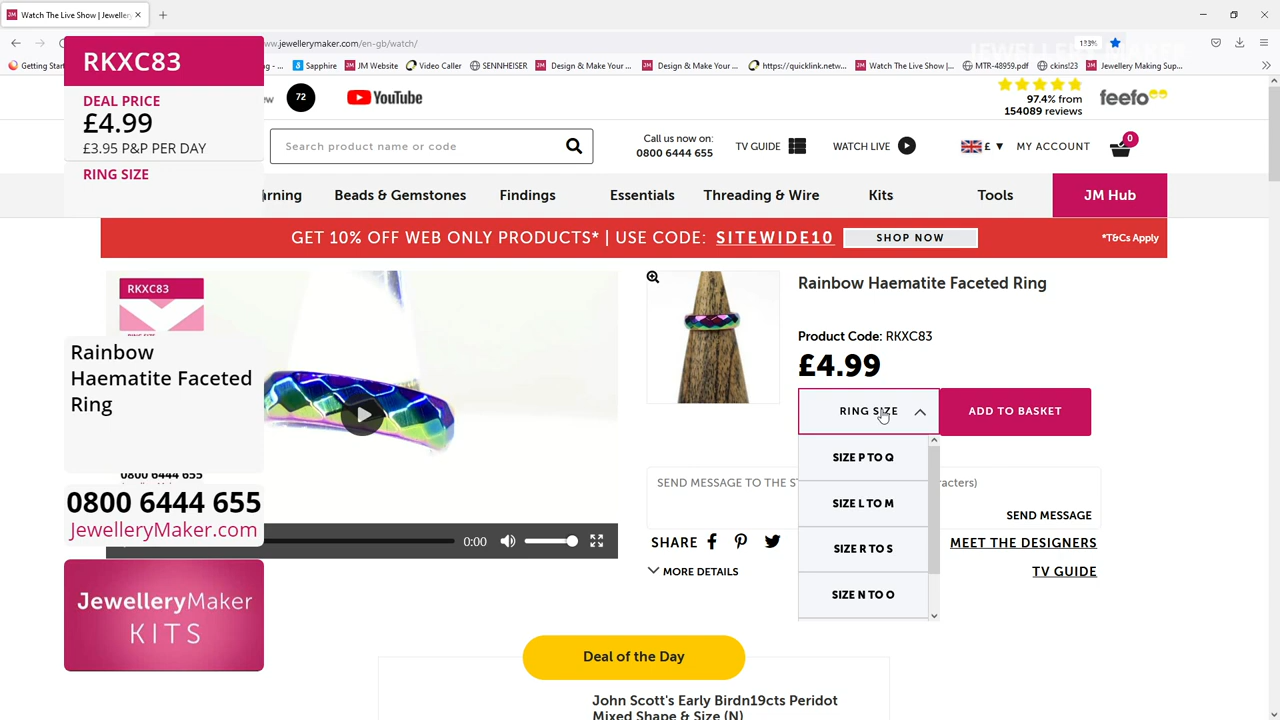 Watch The Live Show | Jeweller
RKXC83
DEAL PRICE
£4.99
£3.95 P&P PER DAY
RING SIZE
Rainbow
Haematite Faceted
Ring
0800 6444 655
JewelleryMaker.com
JewelleryMaker
KITS
ww.jewellerymaker.com/en-gb/watch/
133%
Getting Star
Sapphire
JM Website
Video Caller
SENNHEISER
Design & Make Your ...
Design & Make Your ...
https://quicklink.netw...
Watch The Live Show |...
MTR-48959.pdf
ckinsl23
Jewellery Making Sup...
72
YouTube
97.4% from
154089 reviews
feefo
Search product name or code
Call us now on:
0800 6444 655
TV GUIDE
WATCH LIVE
£ ▼
MY ACCOUNT
0
Beads & Gemstones
Findings
Essentials
Threading & Wire
Kits
Tools
JM Hub
GET 10% OFF WEB ONLY PRODUCTS* | USE CODE: SITEWIDE10
SHOP NOW
*T&Cs Apply
RKXC83
0800 6444 655
0:00
Rainbow Haematite Faceted Ring
Product Code: RKXC83
£4.99
RING SIZE
ADD TO BASKET
SIZE P TO Q
SIZE L TO M
SIZE R TO S
SIZE N TO O
SEND MESSAGE TO THE ST
aracters)
SEND MESSAGE
SHARE
MEET THE DESIGNERS
MORE DETAILS
TV GUIDE
Deal of the Day
John Scott's Early Birdn19cts Peridot
Mixed Shape & Size (N)